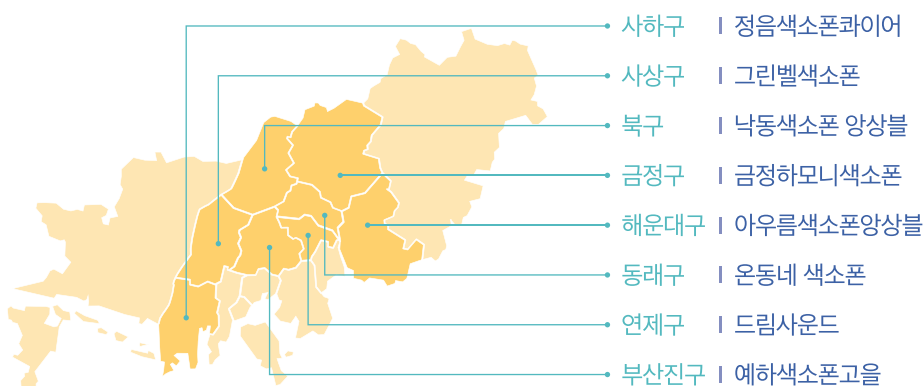 사하구 | 정음색소폰콰이어
사상구 | 그린벨색소폰
북구 | 낙동색소폰 앙상블
금정구 | 금정하모니색소폰
해운대구 | 아우름색소폰앙상블
동래구 | 온동네 색소폰
연제구 | 드림사운드
부산진구 | 예하색소폰고을